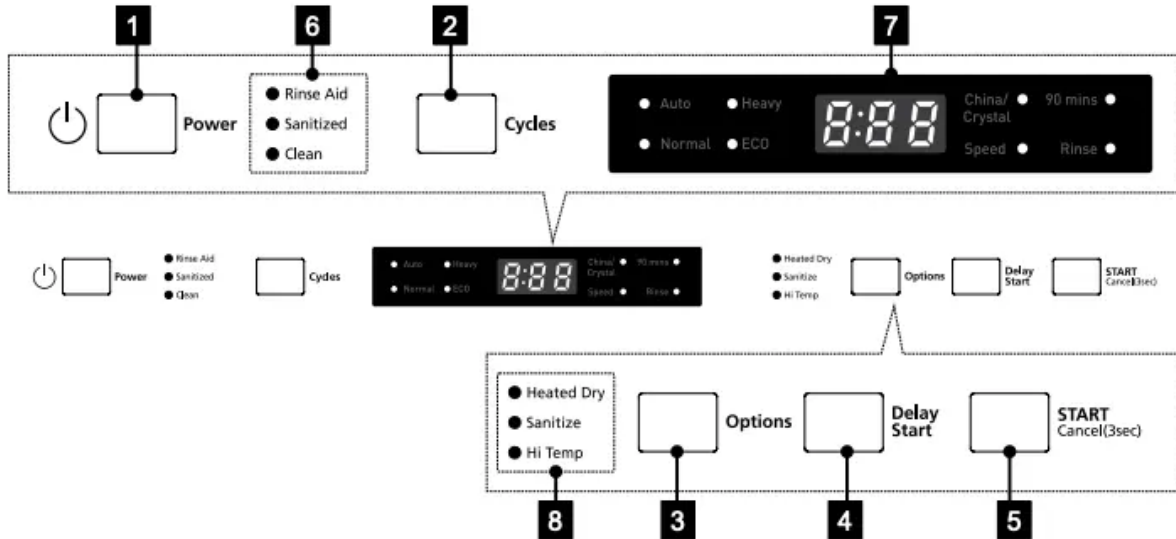 1
6
2
7
Power
Rinse Aid
Sanitized
Clean
Cycles
Auto
Heavy
Normal
ECO
8:88
China/
Crystal
90 mins
Speed
Rinse
Power
Rinse Aid
Sanitized
Clean
Cycles
Auto
Heavy
Normal
ECO
8:88
China/
Crystal
90 mins
Speed
Rinse
Heated Dry
Sanitize
Hi Temp
Options
Delay
Start
START
Cancel(3sec)
Heated Dry
Sanitize
Hi Temp
Options
Delay
Start
START
Cancel(3sec)
8
3
4
5